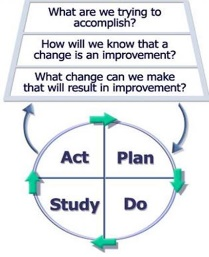 What are we trying to
accomplish?
How will we know that a
change is an improvement?
What change can we make
that will result in improvement?
Act Plan
Study Do